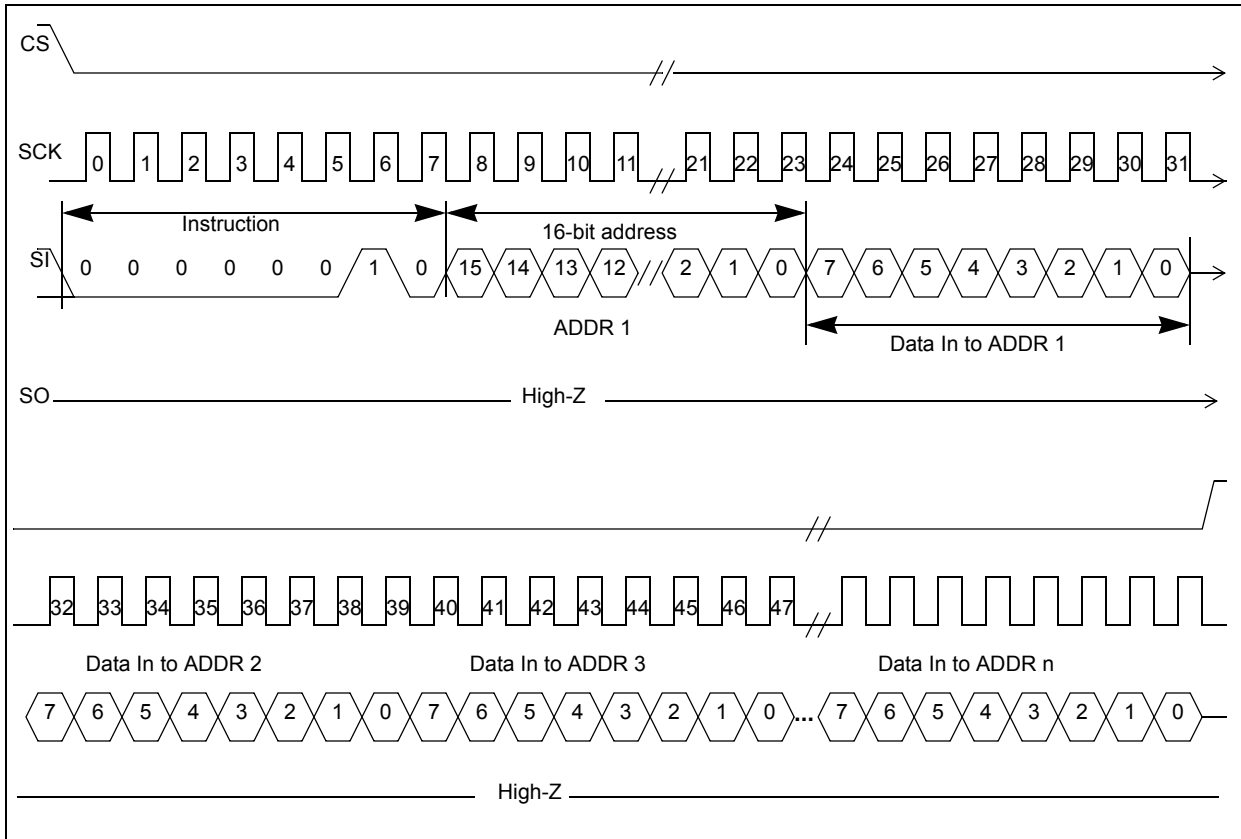 CS
SCK 0 1 2 3 4 5 6 7 8 9 10 11 21 22 23 24 25 26 27 28 29 30 31
Instruction 16-bit address
SI 0 0 0 0 0 0 1 0 15 14 13 12 2 1 0 7 6 5 4 3 2 1 0
ADDR 1 Data In to ADDR 1
SO High-Z
32 33 34 35 36 37 38 39 40 41 42 43 44 45 46 47
Data In to ADDR 2 Data In to ADDR 3 Data In to ADDR n
7 6 5 4 3 2 1 0 7 6 5 4 3 2 1 0 ... 7 6 5 4 3 2 1 0
High-Z